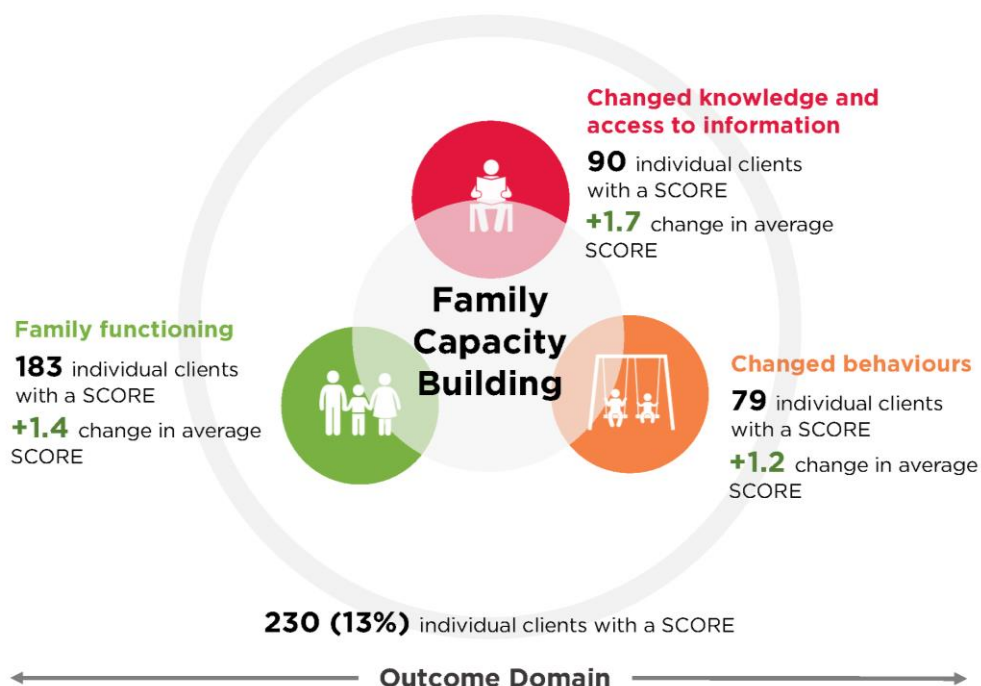 Changed knowledge and
access to information
90 individual clients
with a SCORE
+1.7 change in average
SCORE
Family
Capacity
Building
Family functioning
183 individual clients
with a SCORE
+1.4 change in average
SCORE
Changed behaviours
79 individual clients
with a SCORE
+1.2 change in average
SCORE
230 (13%) individual clients with a SCORE
Outcome Domain